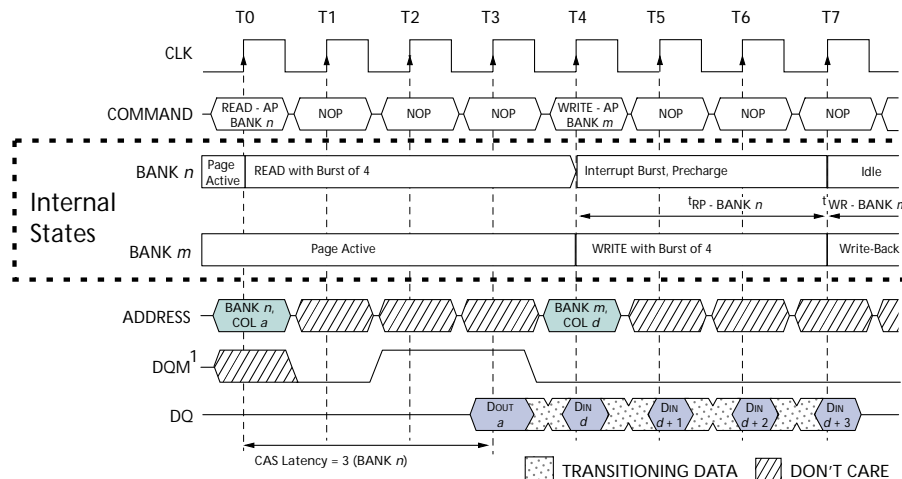 T0 T1 T2 T3 T4 T5 T6 T7
CLK
COMMAND READ - AP BANK n NOP NOP NOP WRITE - AP BANK m NOP NOP NOP
Internal States
BANK n Page Active READ with Burst of 4 Interrupt Burst, Precharge Idle
tRP - BANK n tWR - BANK m
BANK m Page Active WRITE with Burst of 4 Write-Back
ADDRESS BANK n, COL a BANK m, COL d
DQM1
DQ DOUT a DIN d DIN d + 1 DIN d + 2 DIN d + 3
CAS Latency = 3 (BANK n)
TRANSITIONING DATA DON'T CARE